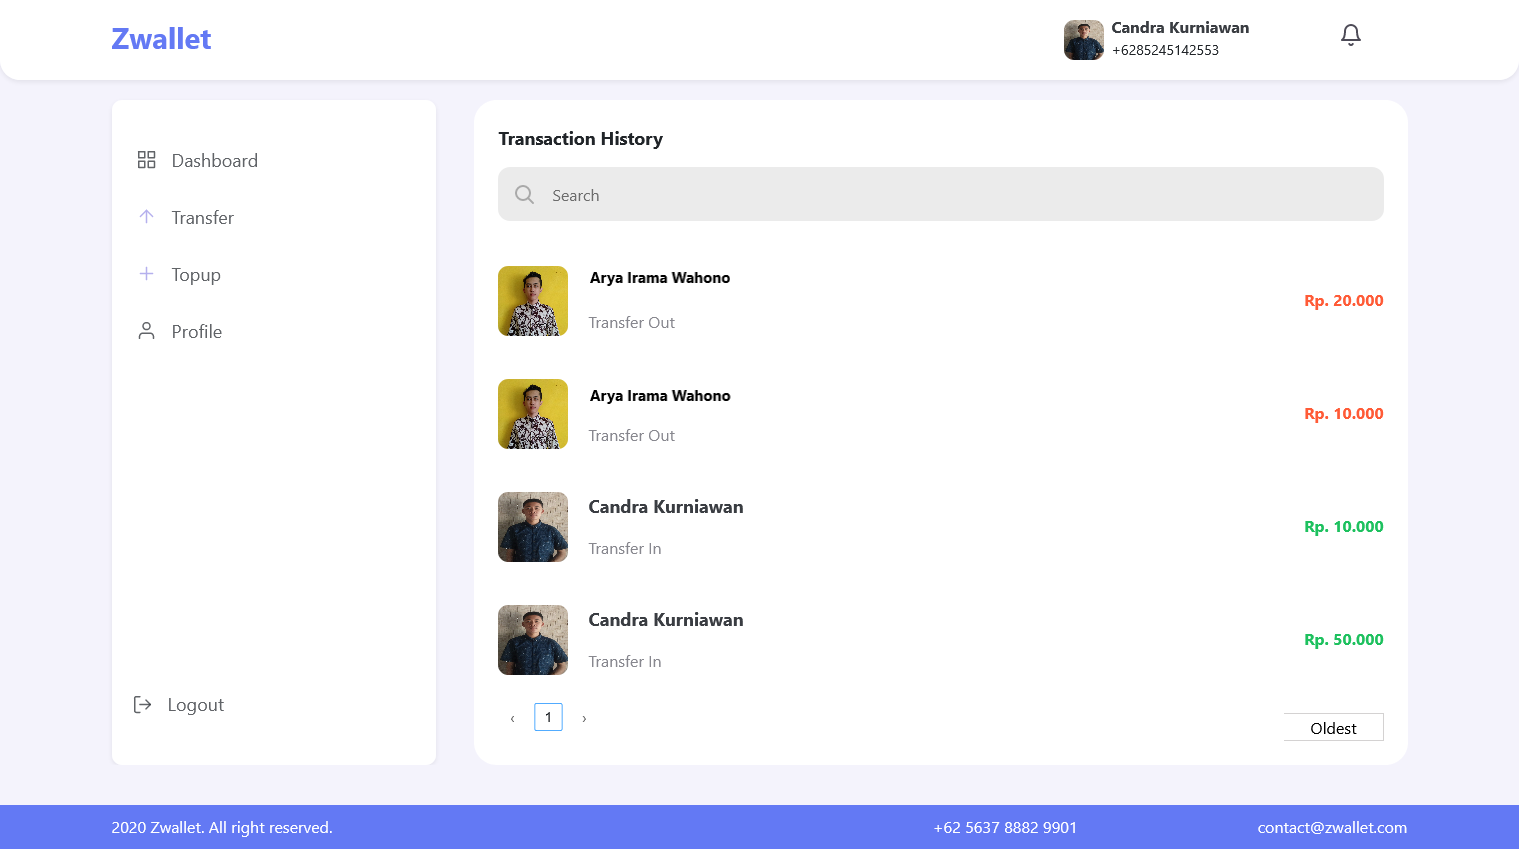 Zwallet
Candra Kurniawan
+6285245142553
Dashboard
Transfer
Topup
Profile
Logout
Transaction History
Search
Arya Irama Wahono
Transfer Out
Rp. 20.000
Arya Irama Wahono
Transfer Out
Rp. 10.000
Candra Kurniawan
Transfer In
Rp. 10.000
Candra Kurniawan
Transfer In
Rp. 50.000
‹ 1 ›
Oldest
2020 Zwallet. All right reserved.
+62 5637 8882 9901
contact@zwallet.com